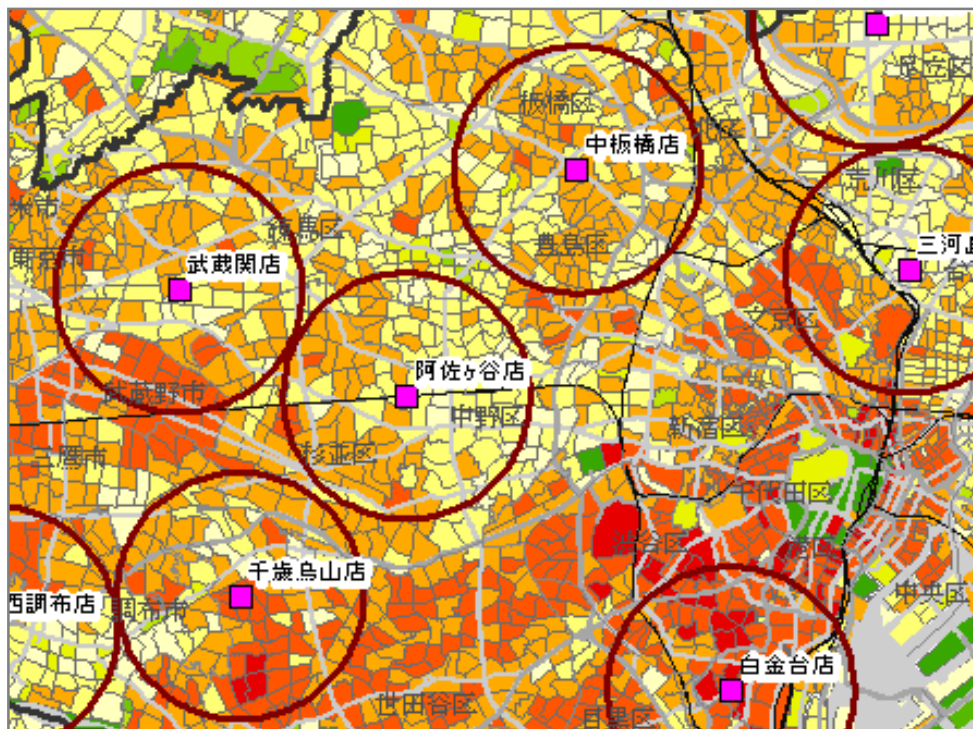 足立区
板橋区
北区
中板橋店
荒川区
練馬区
豊島区
東京市
武蔵関店
三河島
文京区
阿佐ヶ谷店
武蔵野市
中野区
新宿区
三鷹市
杉並区
千代田区
渋谷区
港区
千歳烏山店
西調布店
調布市
中央区
白金台店
世田谷区
目黒区